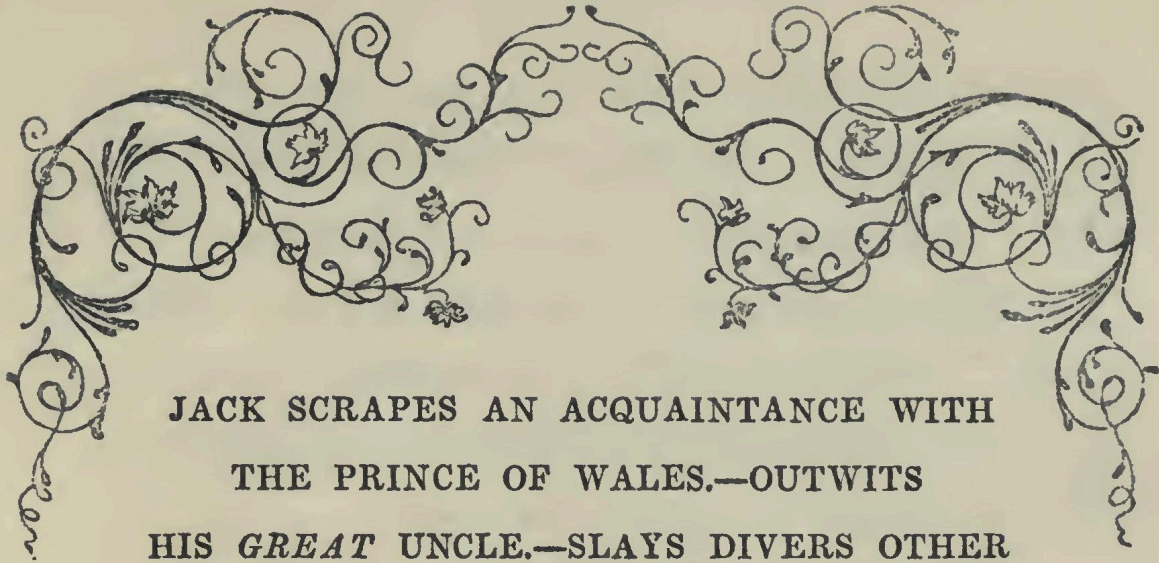 JACK SCRAPES AN ACQUAINTANCE WITH
THE PRINCE OF WALES.—OUTWITS
HIS GREAT UNCLE.—SLAYS DIVERS OTHER